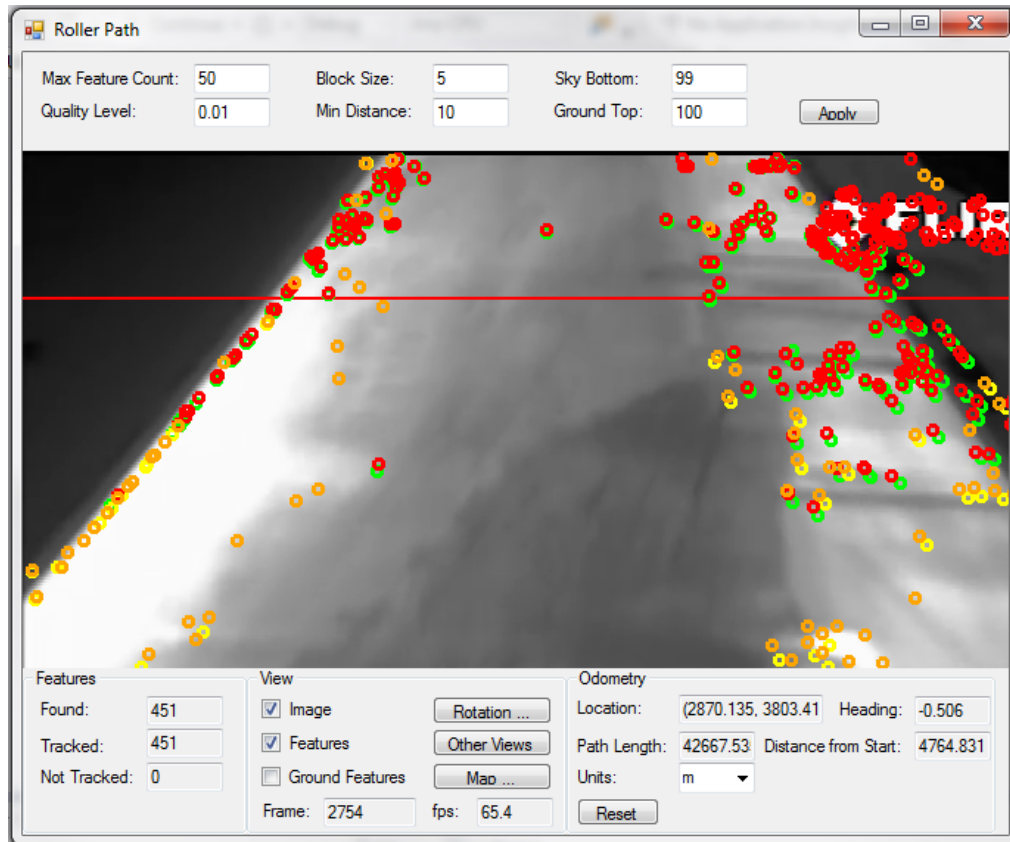 Roller Path
Max Feature Count: 50 Block Size: 5 Sky Bottom: 99
Quality Level: 0.01 Min Distance: 10 Ground Top: 100 Apply
Features View Odometry
Found: 451 Image Rotation ... Location: (2870.135, 3803.41 Heading: -0.506
Tracked: 451 Features Other Views Path Length: 42667.53 Distance from Start: 4764.831
Not Tracked: 0 Ground Features Map ... Units: m
Frame: 2754 fps: 65.4 Reset